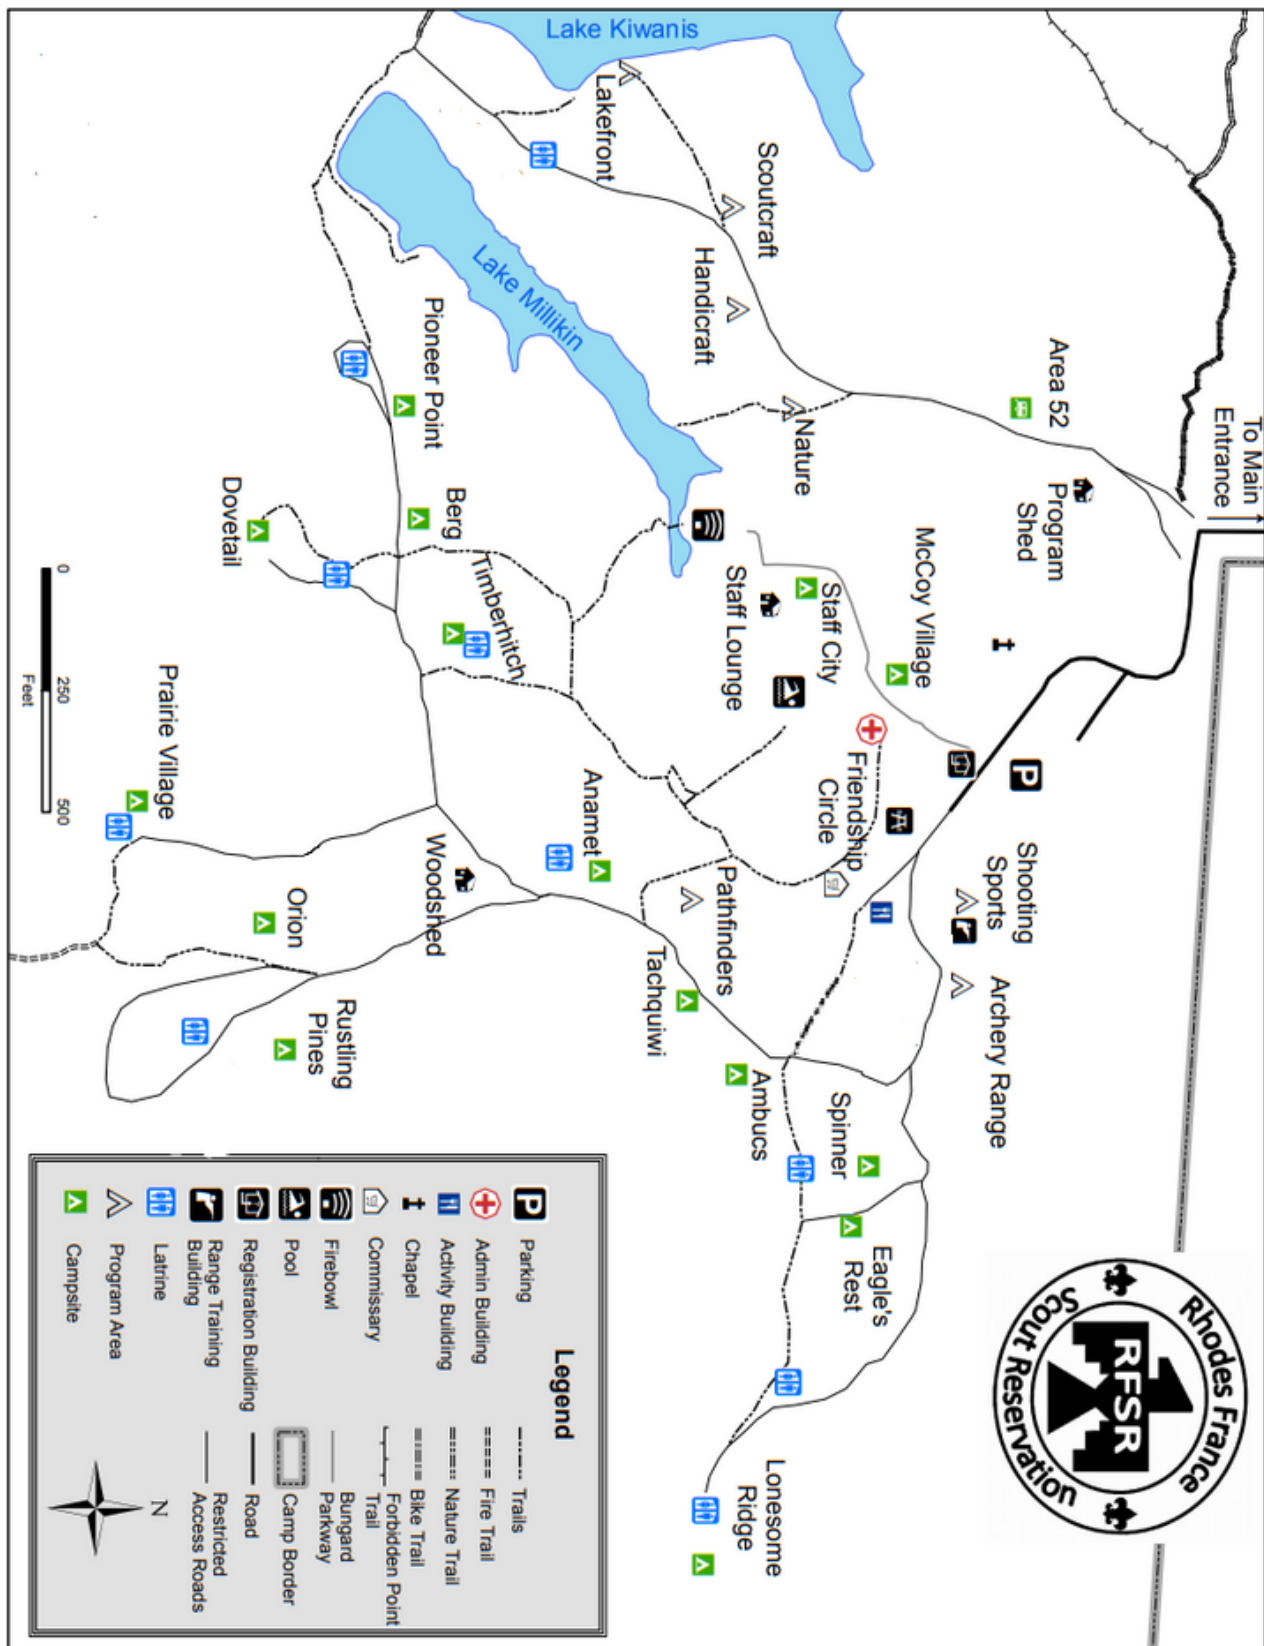 Lake Kiwanis
Lakefront
Scoutcraft
Handicraft
Lake Millikin
Nature
Area 52
To Main
Entrance
Program
Shed
Pioneer Point
Berg
Dovetail
Timberhitch
Staff Lounge
Staff City
McCoy Village
Friendship
Circle
P
Shooting
Sports
Archery Range
Prairie Village
Anamet
Woodshed
Orion
Pathfinders
Tachquiwi
Rustling
Pines
Ambucs
Spinner
Eagle's
Rest
Lonesome
Ridge
0 250 500
Feet
Rhodes France
RFSR
Scout Reservation
Legend
P Parking
Admin Building
Activity Building
Chapel
Commissary
Firebowl
Pool
Registration Building
Range Training
Building
Latrine
Program Area
Campsite
Trails
Fire Trail
Nature Trail
Bike Trail
Forbidden Point
Trail
Bungard
Parkway
Camp Border
Road
Restricted
Access Roads
N